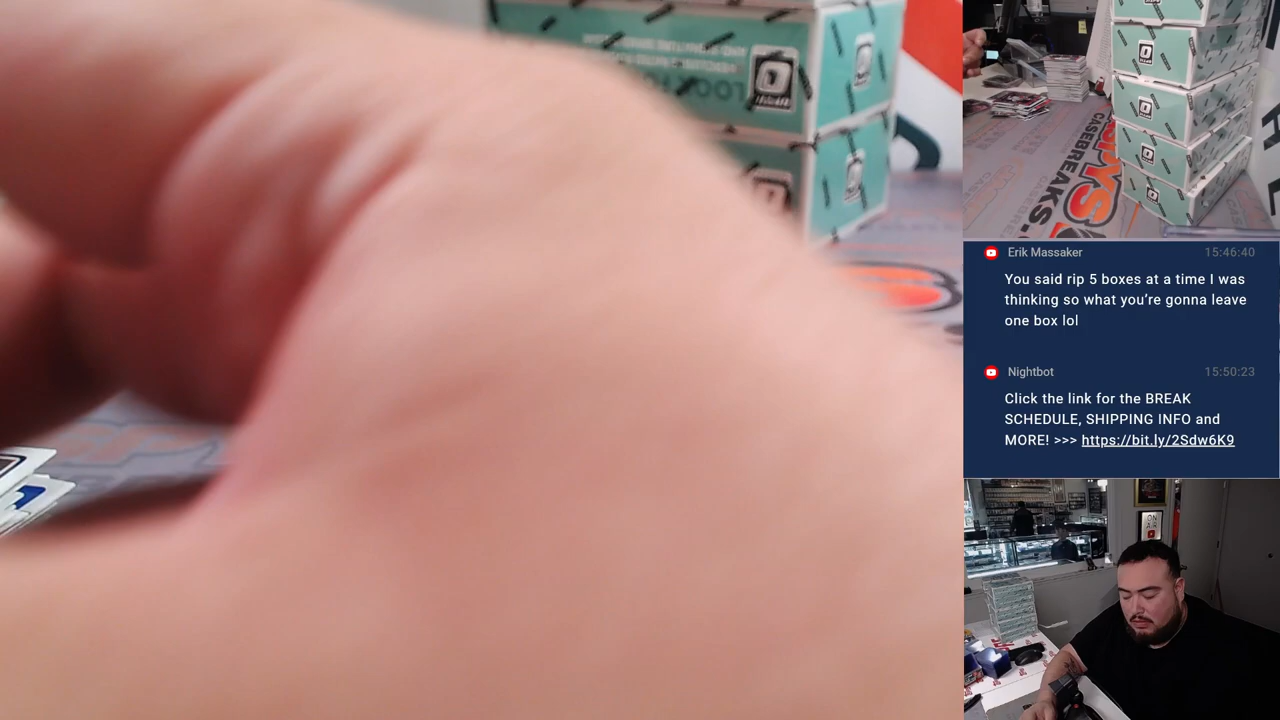 CASEBREAKS.
Erik Massaker 15:46:40
You said rip 5 boxes at a time I was
thinking so what you’re gonna leave
one box lol
Nightbot 15:50:23
Click the link for the BREAK
SCHEDULE, SHIPPING INFO and
MORE! >>> https://bit.ly/2Sdw6K9
ON
AIR